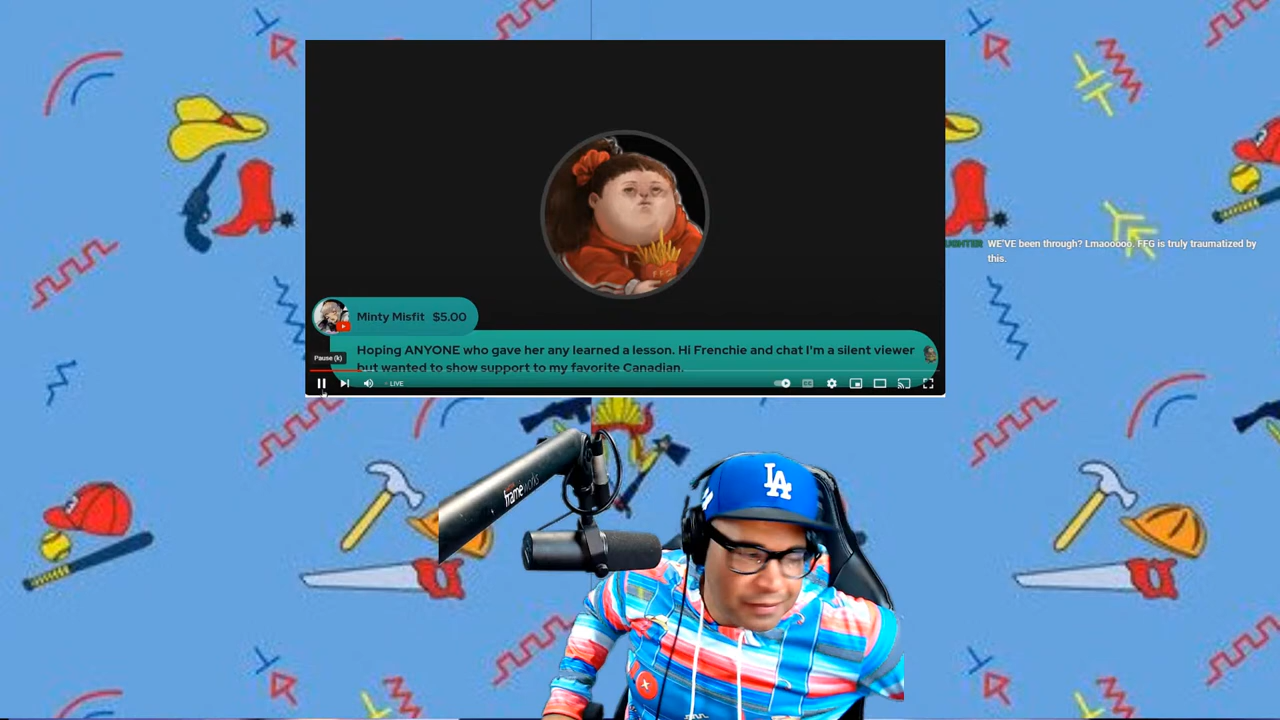 WE'VE been through? Lmaooooo. FFG is truly traumatized by
this.
FFG
Minty Misfit $5.00
Hoping ANYONE who gave her any learned a lesson. Hi Frenchie and chat I'm a silent viewer
but wanted to show support to my favorite Canadian.
Pause (k)
LIVE
frameworks
LA